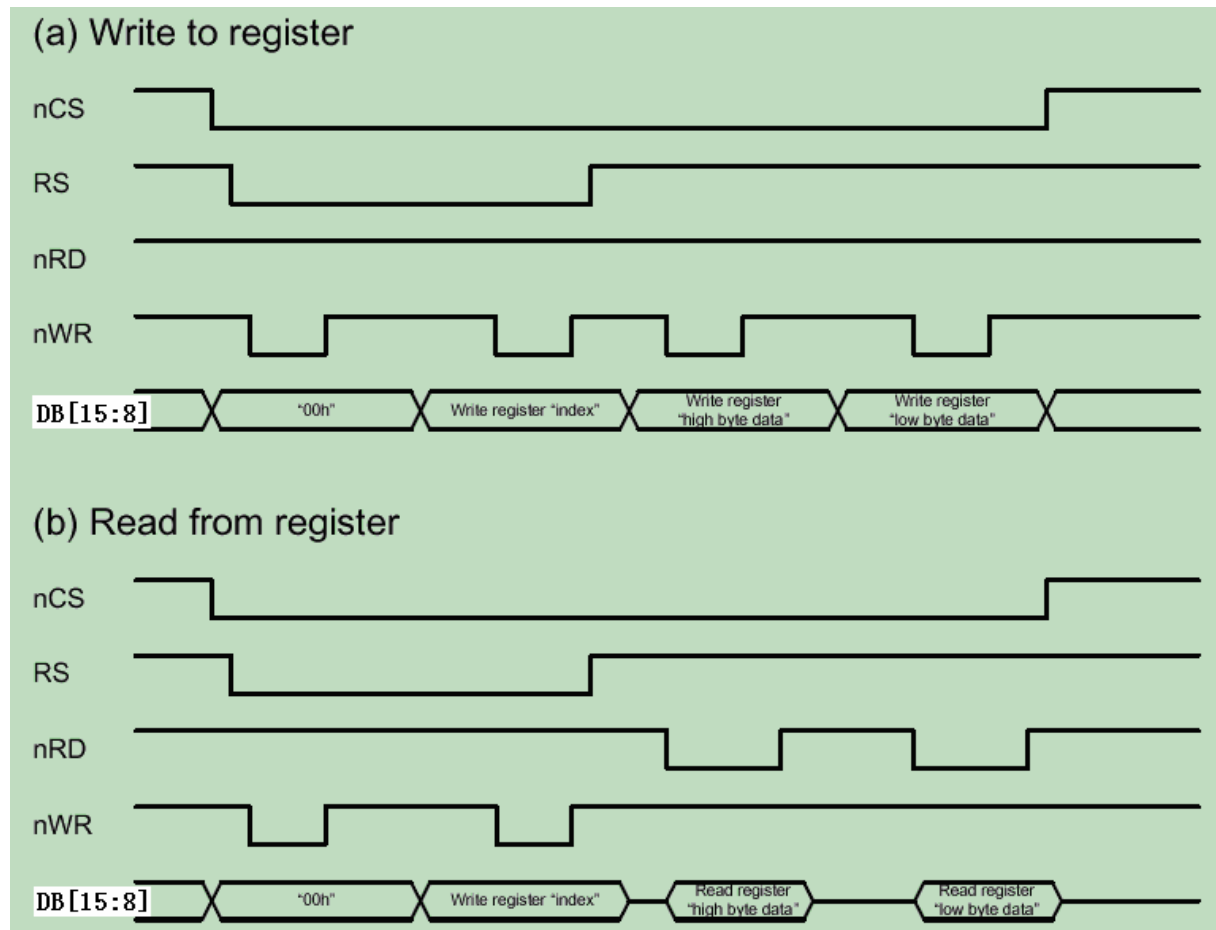 (a) Write to register
nCS
RS
nRD
nWR
DB[15:8]
“00h”
Write register “index”
Write register
“high byte data”
Write register
“low byte data”
(b) Read from register
nCS
RS
nRD
nWR
DB[15:8]
“00h”
Write register “index”
Read register
“high byte data”
Read register
“low byte data”